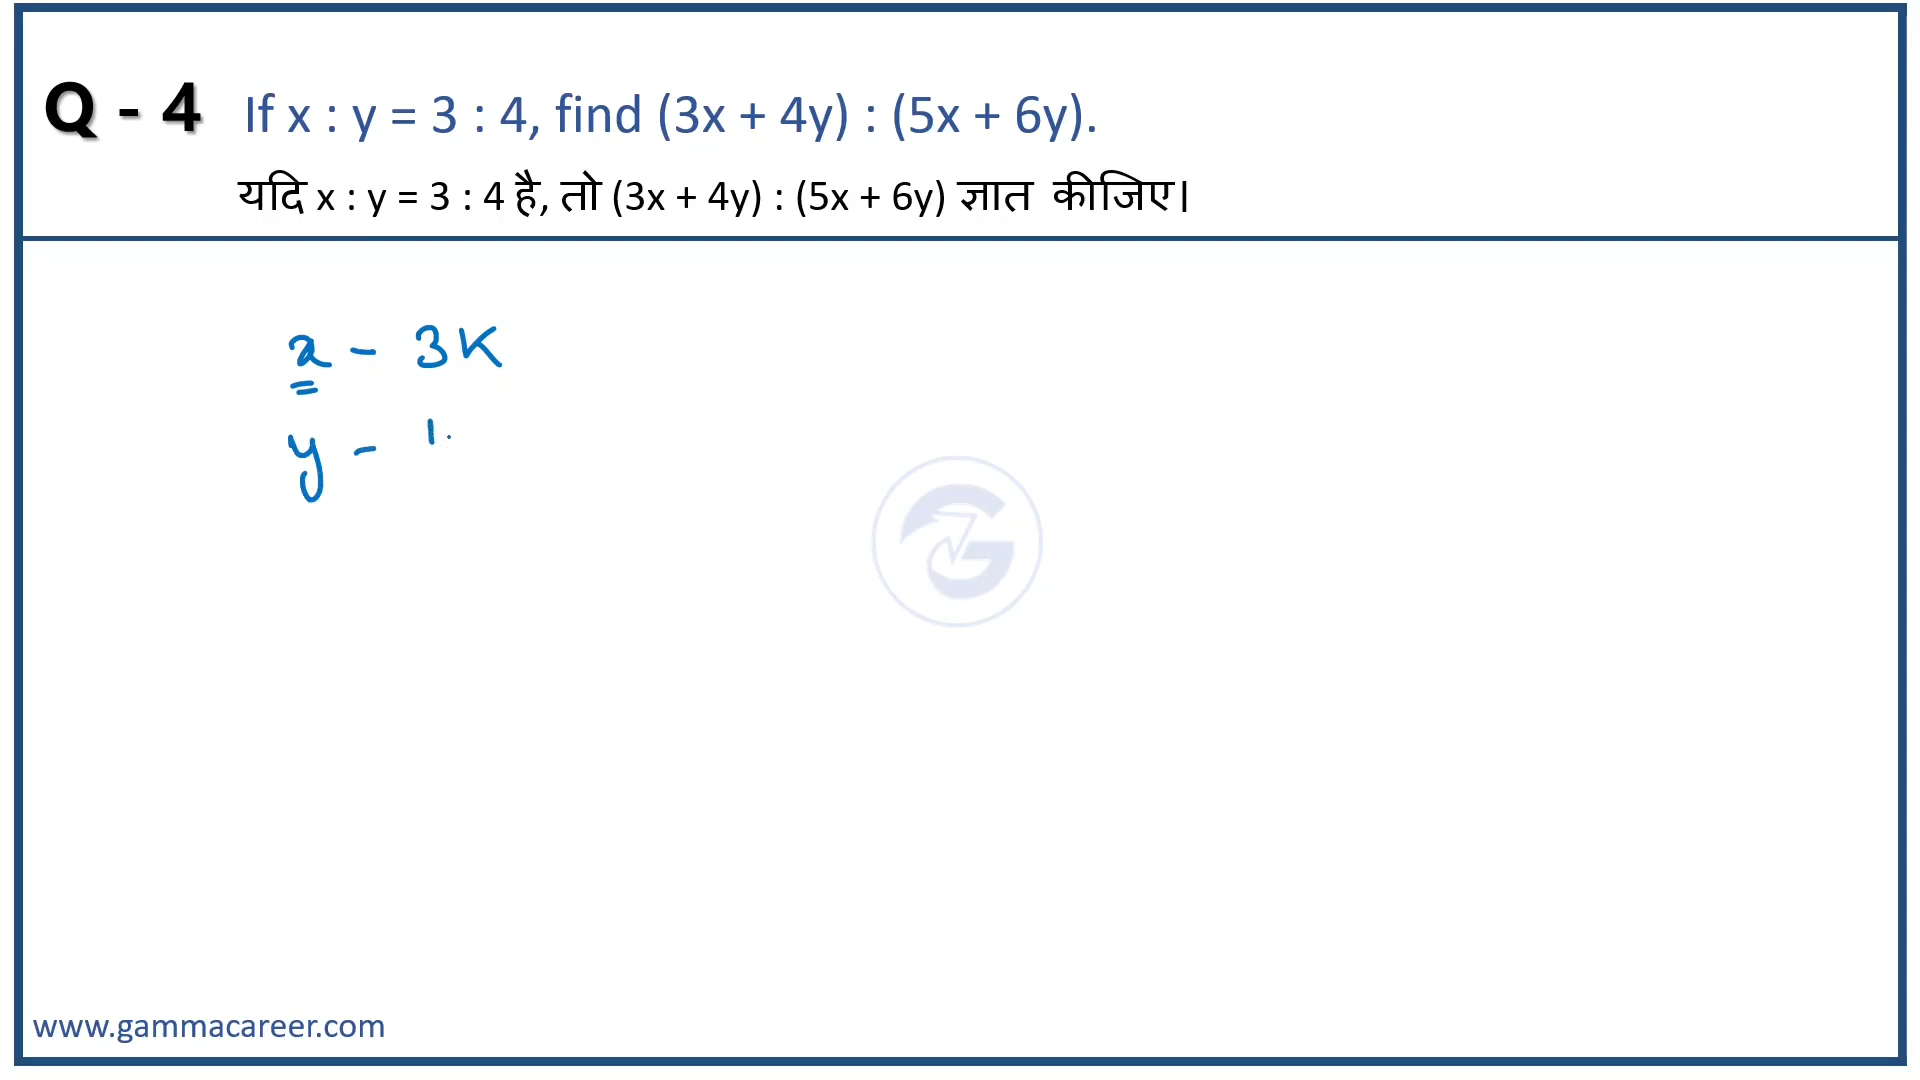 Q - 4 If x : y = 3 : 4, find (3x + 4y) : (5x + 6y).
यदि x : y = 3 : 4 है, तो (3x + 4y) : (5x + 6y) ज्ञात कीजिए।
x - 3K
y -
www.gammacareer.com